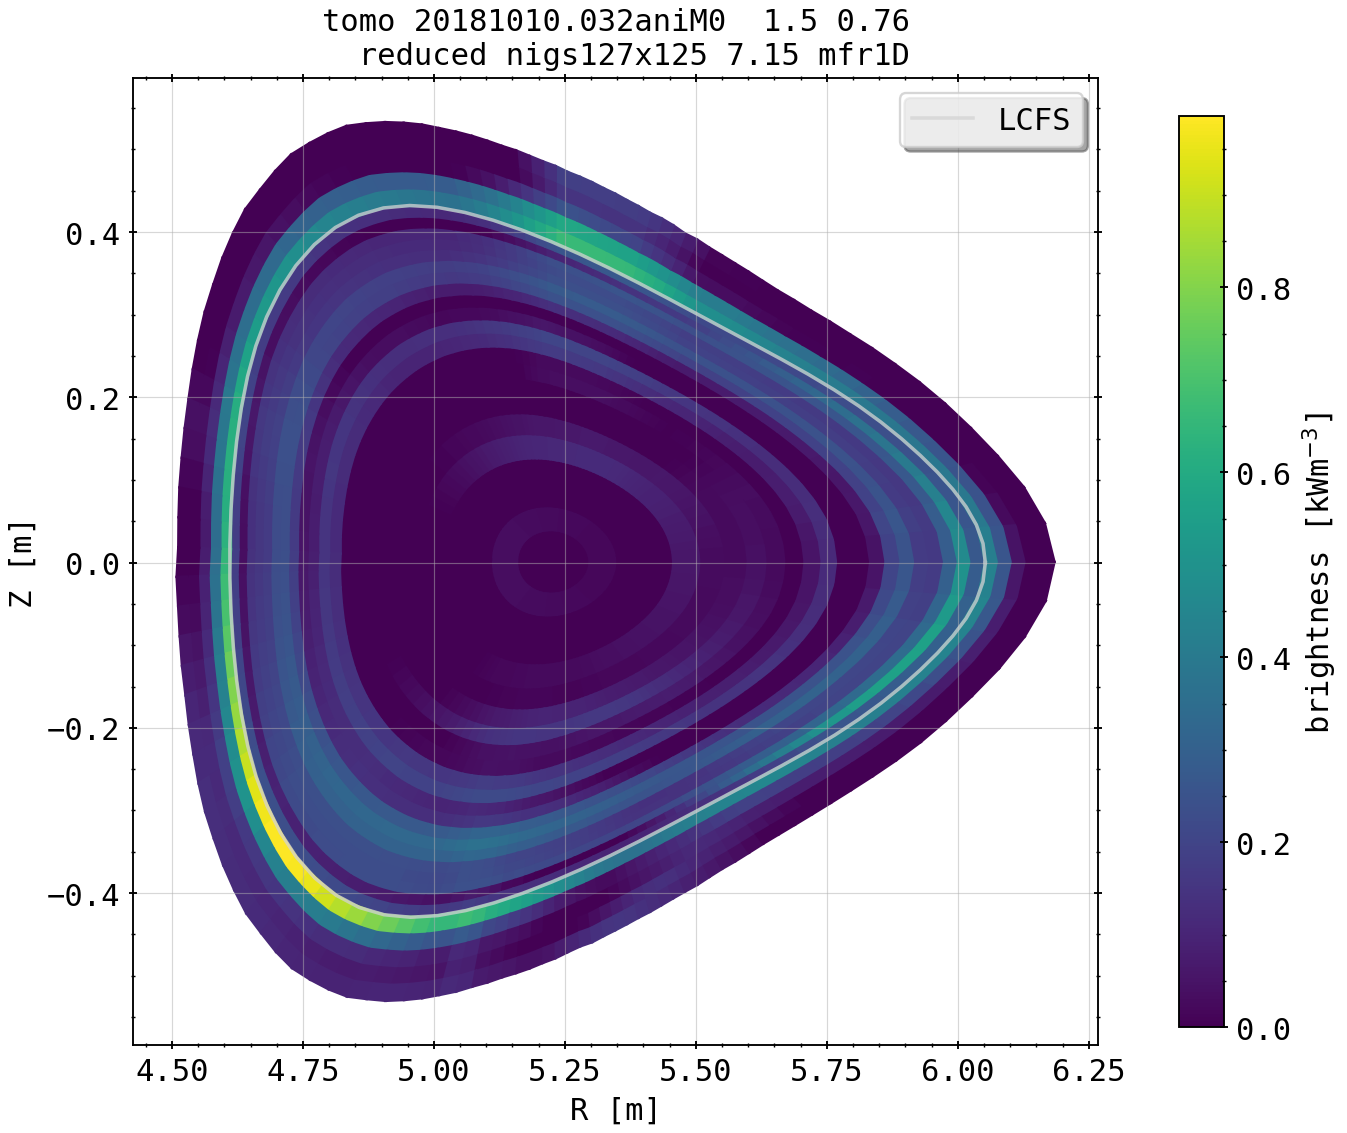 tomo 20181010.032aniM0  1.5 0.76
reduced nigs127x125 7.15 mfr1D
LCFS
0.4
0.2
0.0
−0.2
−0.4
Z [m]
4.50 4.75 5.00 5.25 5.50 5.75 6.00 6.25
R [m]
0.8
0.6
0.4
0.2
0.0
brightness [kWm⁻³]